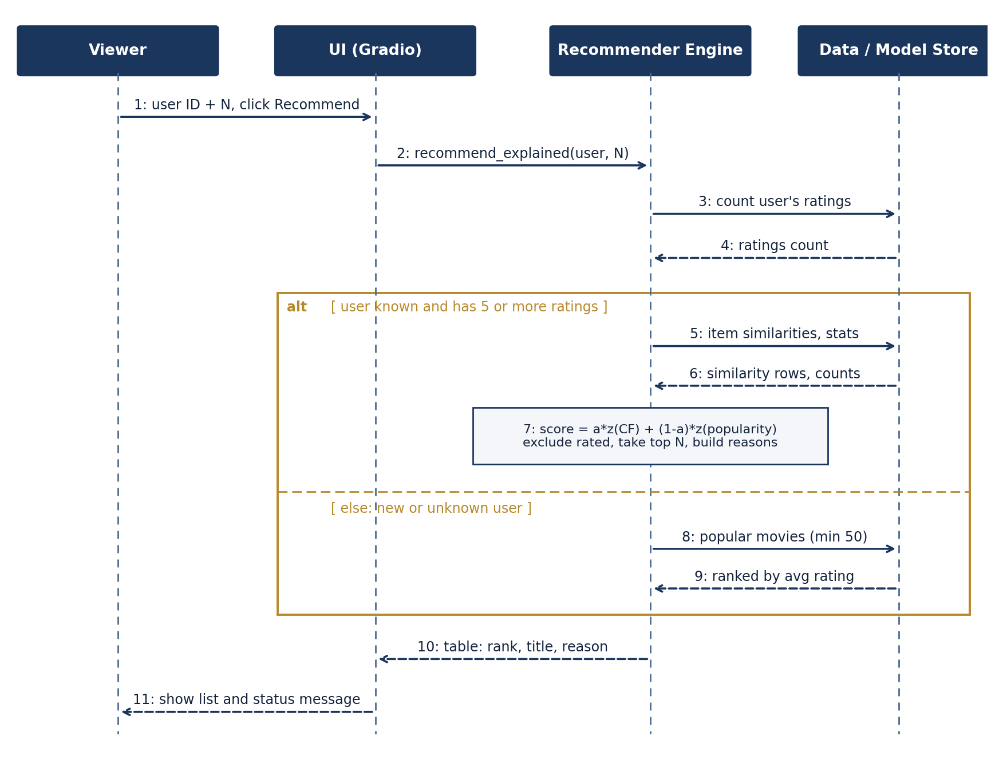 Viewer
UI (Gradio)
Recommender Engine
Data / Model Store
1: user ID + N, click Recommend
2: recommend_explained(user, N)
3: count user's ratings
4: ratings count
alt [ user known and has 5 or more ratings ]
5: item similarities, stats
6: similarity rows, counts
7: score = a*z(CF) + (1-a)*z(popularity)
exclude rated, take top N, build reasons
[ else: new or unknown user ]
8: popular movies (min 50)
9: ranked by avg rating
10: table: rank, title, reason
11: show list and status message